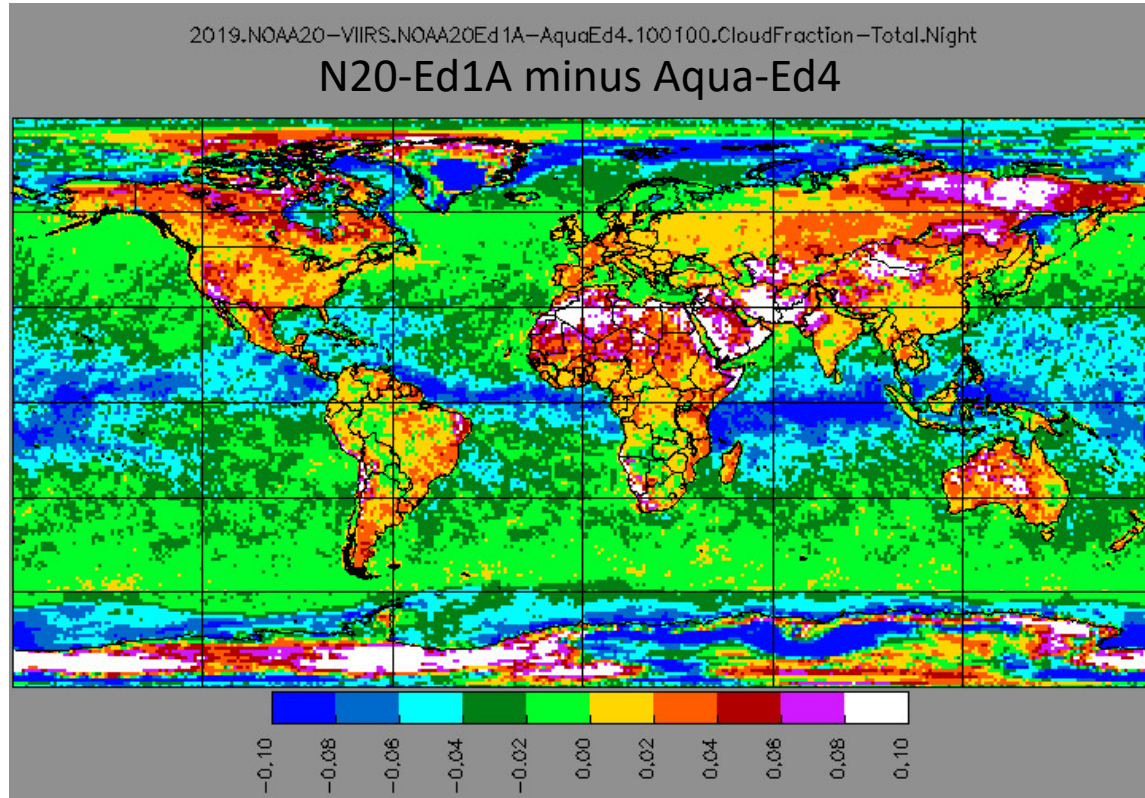 2019.NOAA20-VIIRS.NOAA20Ed1A-AquaEd4.100100.CloudFraction-Total.Night
N20-Ed1A minus Aqua-Ed4
-0.10 -0.08 -0.06 -0.04 -0.02 0.00 0.02 0.04 0.06 0.08 0.10